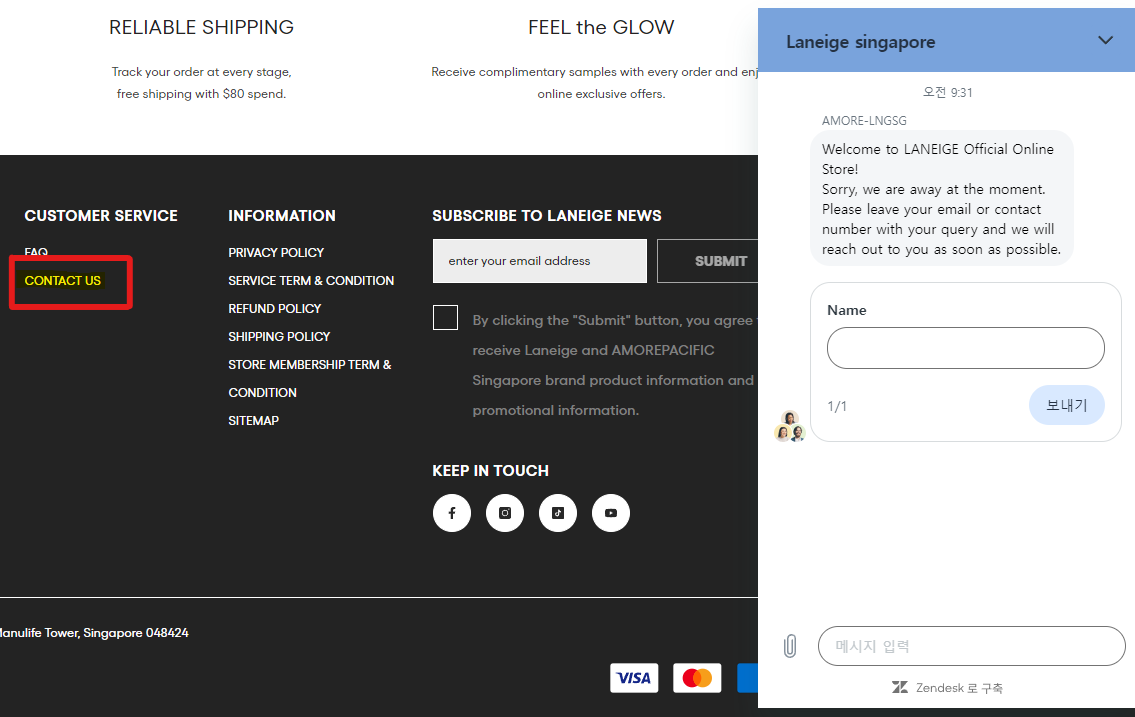 RELIABLE SHIPPING
Track your order at every stage,
free shipping with $80 spend.
FEEL the GLOW
Receive complimentary samples with every order and
online exclusive offers.
CUSTOMER SERVICE
FAQ
CONTACT US
INFORMATION
PRIVACY POLICY
SERVICE TERM & CONDITION
REFUND POLICY
SHIPPING POLICY
STORE MEMBERSHIP TERM &
CONDITION
SITEMAP
SUBSCRIBE TO LANEIGE NEWS
enter your email address
SUBMIT
By clicking the "Submit" button, you agree
receive Laneige and AMOREPACIFIC
Singapore brand product information and
promotional information.
KEEP IN TOUCH
Manulife Tower, Singapore 048424
VISA
Laneige singapore
오전 9:31
AMORE-LNGSG
Welcome to LANEIGE Official Online
Store!
Sorry, we are away at the moment.
Please leave your email or contact
number with your query and we will
reach out to you as soon as possible.
Name
1/1
보내기
메시지 입력
Zendesk 로 구축